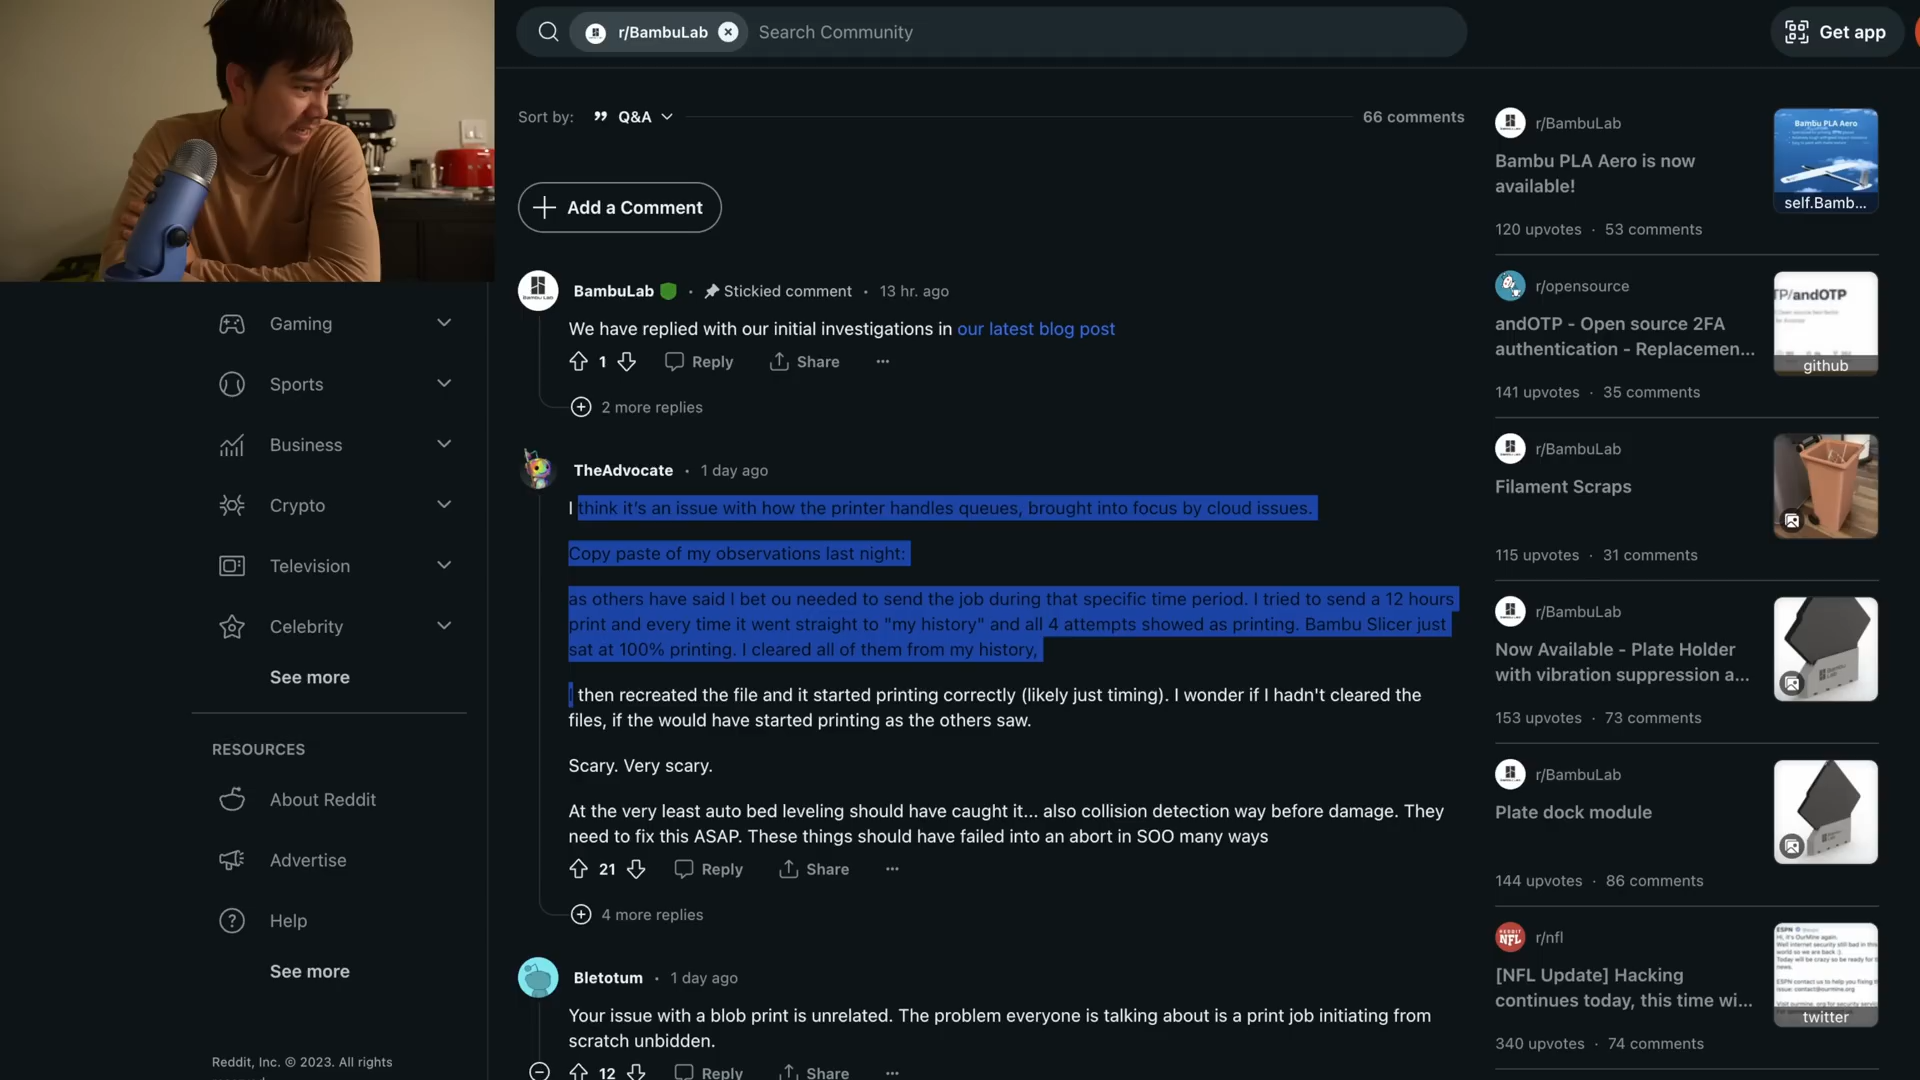 r/BambuLab
Search Community
Get app
Sort by:
Q&A
66 comments
Add a Comment
BambuLab
Stickied comment
13 hr. ago
We have replied with our initial investigations in our latest blog post
1
Reply
Share
2 more replies
TheAdvocate
1 day ago
I think it's an issue with how the printer handles queues, brought into focus by cloud issues.
Copy paste of my observations last night:
as others have said I bet ou needed to send the job during that specific time period. I tried to send a 12 hours
print and every time it went straight to "my history" and all 4 attempts showed as printing. Bambu Slicer just
sat at 100% printing. I cleared all of them from my history,
I then recreated the file and it started printing correctly (likely just timing). I wonder if I hadn't cleared the
files, if the would have started printing as the others saw.
Scary. Very scary.
At the very least auto bed leveling should have caught it... also collision detection way before damage. They
need to fix this ASAP. These things should have failed into an abort in SOO many ways
21
Reply
Share
4 more replies
Bletotum
1 day ago
Your issue with a blob print is unrelated. The problem everyone is talking about is a print job initiating from
scratch unbidden.
12
Reply
Share
Gaming
Sports
Business
Crypto
Television
Celebrity
See more
RESOURCES
About Reddit
Advertise
Help
See more
Reddit, Inc. © 2023. All rights
r/BambuLab
Bambu PLA Aero is now
available!
120 upvotes · 53 comments
Bambu PLA Aero
self.Bamb...
r/opensource
andOTP - Open source 2FA
authentication - Replacemen...
141 upvotes · 35 comments
TP/andOTP
github
r/BambuLab
Filament Scraps
115 upvotes · 31 comments
r/BambuLab
Now Available - Plate Holder
with vibration suppression a...
153 upvotes · 73 comments
r/BambuLab
Plate dock module
144 upvotes · 86 comments
r/nfl
[NFL Update] Hacking
continues today, this time wi...
340 upvotes · 74 comments
twitter